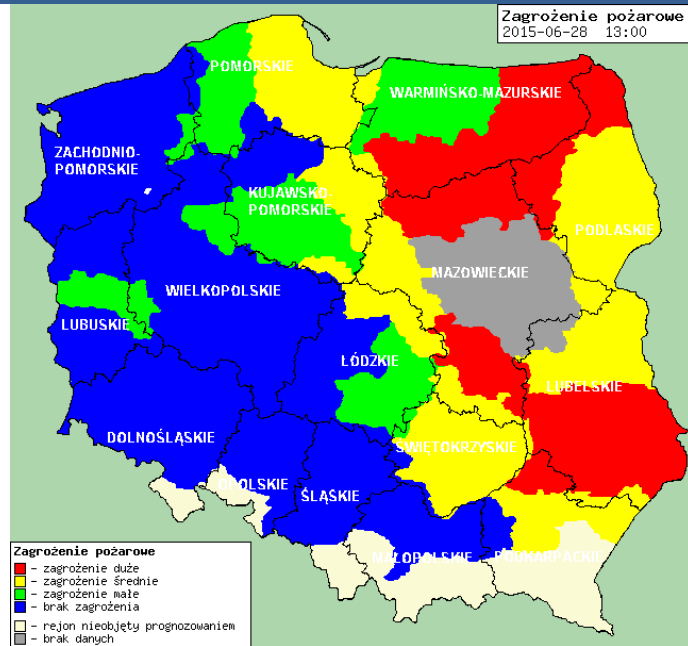 Zagrożenie pożarowe
2015-06-28 13:00
POMORSKIE
WARMIŃSKO-MAZURSKIE
ZACHODNIO-
POMORSKIE
KUJAWSKO-
POMORSKIE
PODLASKIE
MAZOWIECKIE
WIELKOPOLSKIE
LUBUSKIE
ŁÓDZKIE
LUBELSKIE
DOLNOŚLĄSKIE
ŚWIĘTOKRZYSKIE
OPOLSKIE
ŚLĄSKIE
MAŁOPOLSKIE
PODKARPACKIE
Zagrożenie pożarowe
- zagrożenie duże
- zagrożenie średnie
- zagrożenie małe
- brak zagrożenia
- rejon nieobjęty prognozowaniem
- brak danych